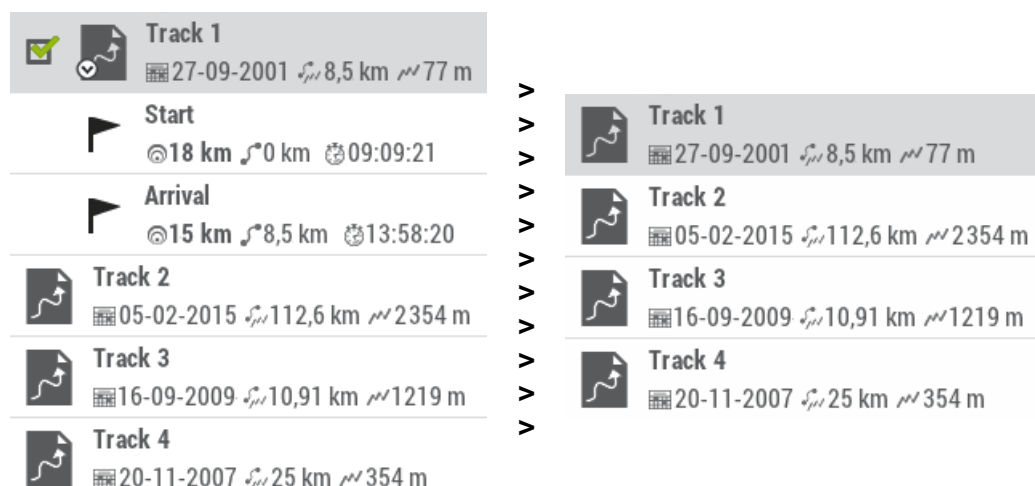 Track 1
27-09-2001 8,5 km 77 m
Start
18 km 0 km 09:09:21
Arrival
15 km 8,5 km 13:58:20
Track 2
05-02-2015 112,6 km 2354 m
Track 3
16-09-2009 10,91 km 1219 m
Track 4
20-11-2007 25 km 354 m
>
>
>
>
>
>
>
>
>
>
>
Track 1
27-09-2001 8,5 km 77 m
Track 2
05-02-2015 112,6 km 2354 m
Track 3
16-09-2009 10,91 km 1219 m
Track 4
20-11-2007 25 km 354 m